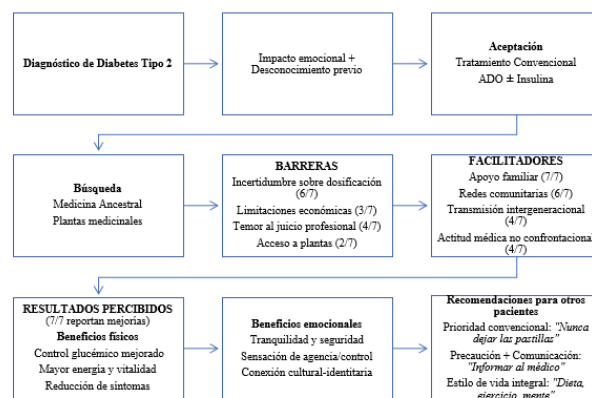 Diagnóstico de Diabetes Tipo 2
Impacto emocional +
Desconocimiento previo
Aceptación
Tratamiento Convencional
ADO ± Insulina
Búsqueda
Medicina Ancestral
Plantas medicinales
BARRERAS
Incertidumbre sobre dosificación
(6/7)
Limitaciones económicas (3/7)
Temor al juicio profesional (4/7)
Acceso a plantas (2/7)
FACILITADORES
Apoyo familiar (7/7)
Redes comunitarias (6/7)
Transmisión intergeneracional
(4/7)
Actitud médica no confrontacional
(4/7)
RESULTADOS PERCIBIDOS
(7/7 reportan mejorías)
Beneficios físicos
Control glucémico mejorado
Mayor energía y vitalidad
Reducción de síntomas
Beneficios emocionales
Tranquilidad y seguridad
Sensación de agencia/control
Conexión cultural-identitaria
Recomendaciones para otros
pacientes
Prioridad convencional: "Nunca
dejar las pastillas"
Precaución + Comunicación:
"Informar al médico"
Estilo de vida integral: "Dieta,
ejercicio, mente"